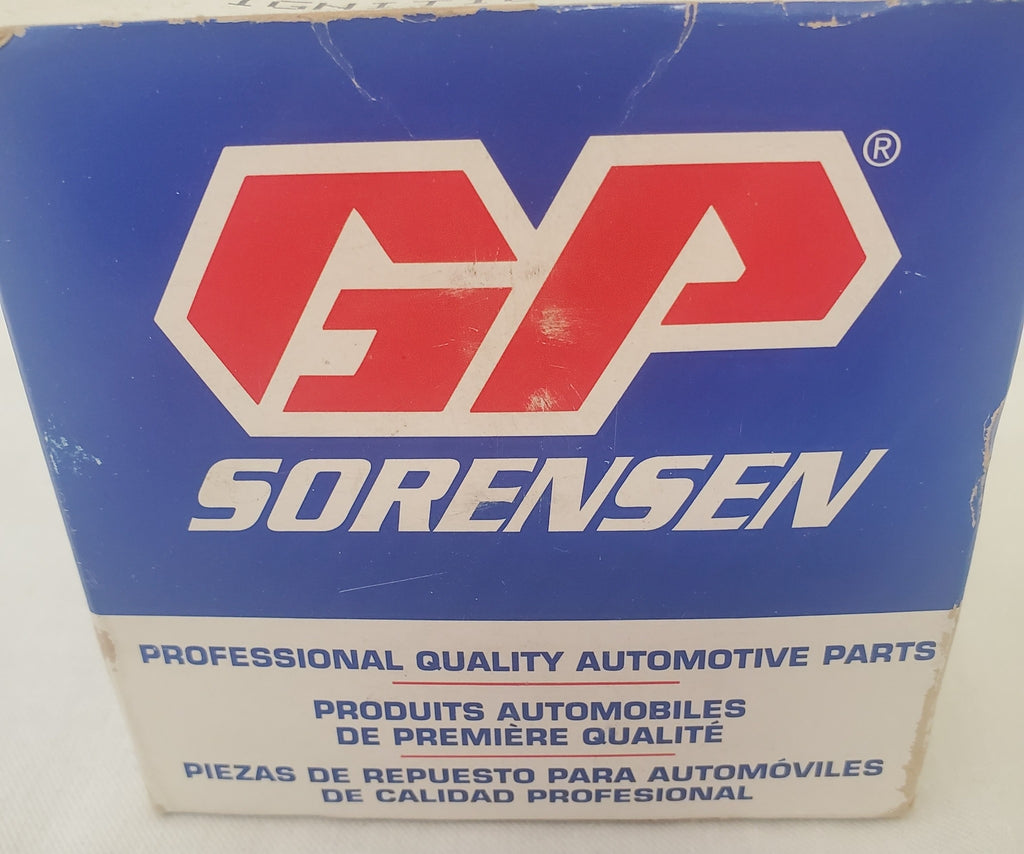 GP®
SORENSEN
PROFESSIONAL QUALITY AUTOMOTIVE PARTS
PRODUITS AUTOMOBILES
DE PREMIÈRE QUALITÉ
PIEZAS DE REPUESTO PARA AUTOMÓVILES
DE CALIDAD PROFESIONAL